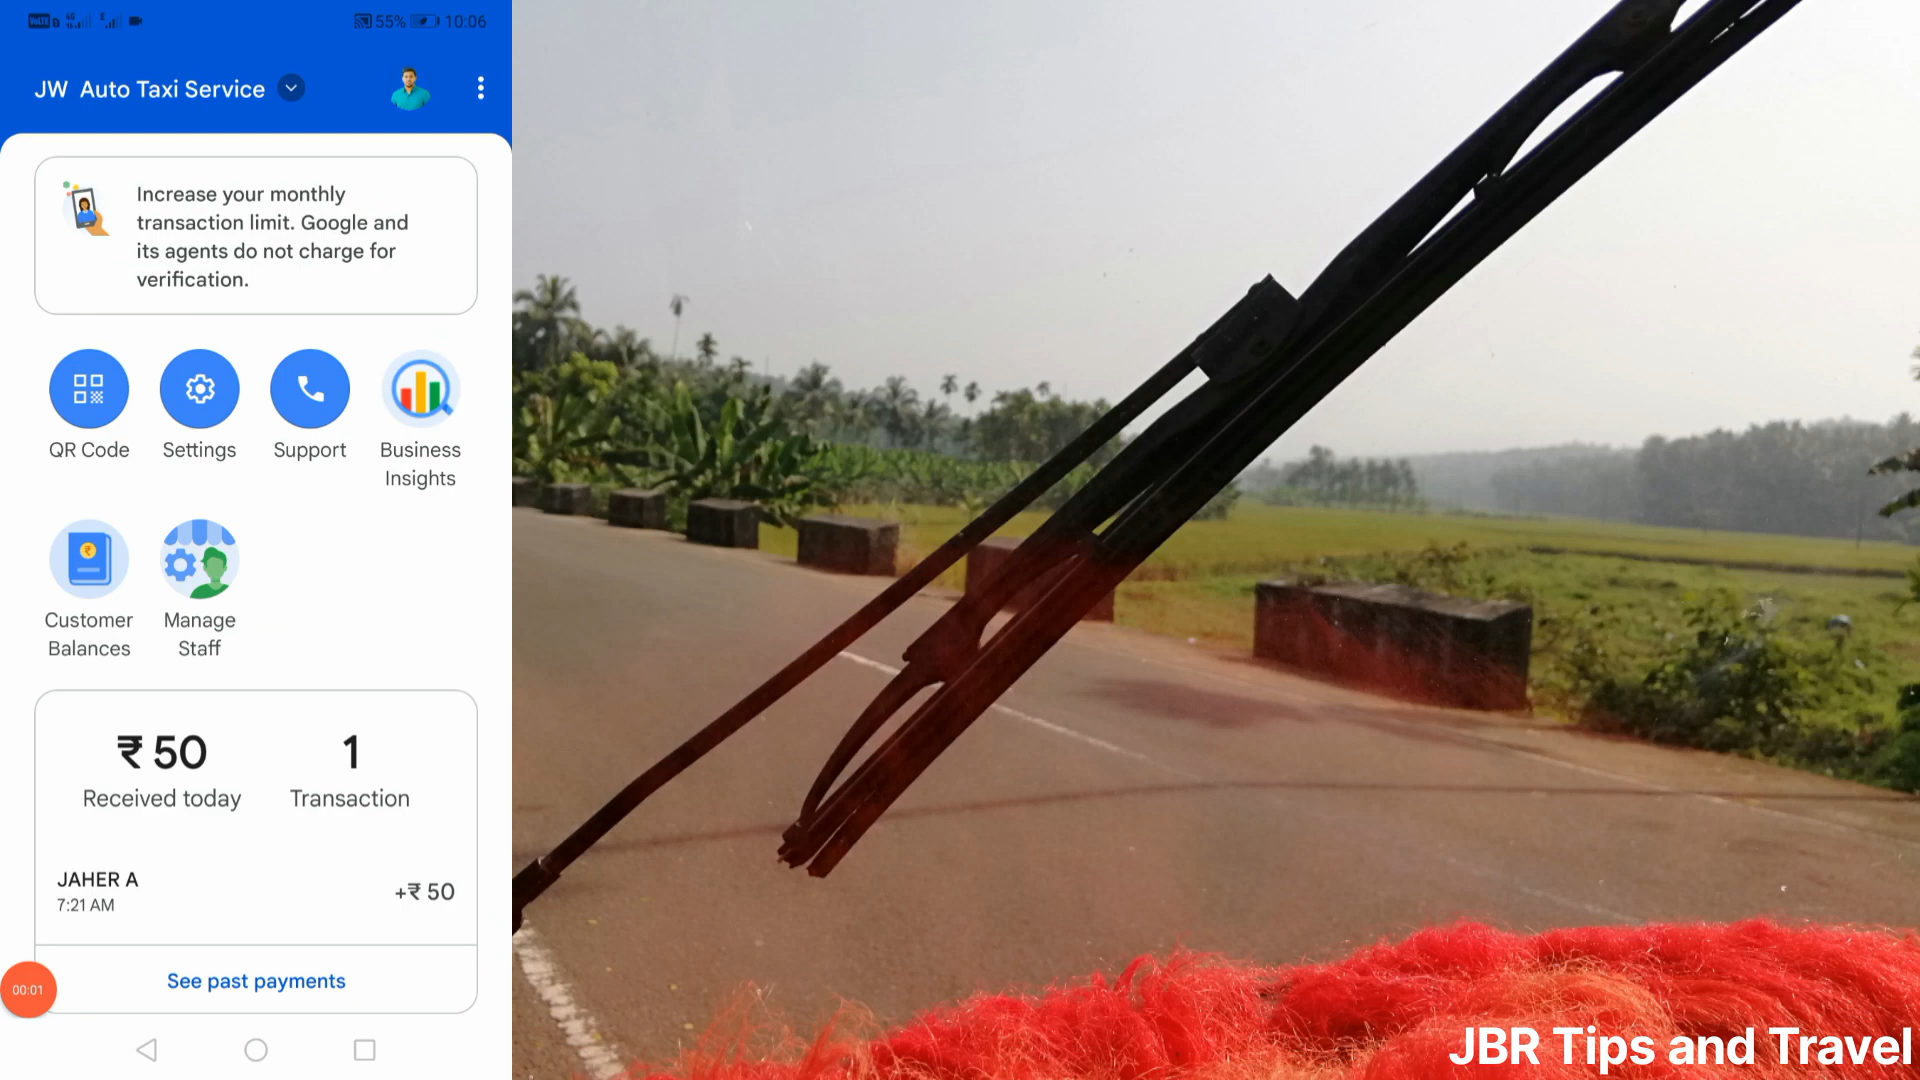 55% 10:06
JW Auto Taxi Service
Increase your monthly
transaction limit. Google and
its agents do not charge for
verification.
QR Code
Settings
Support
Business
Insights
Customer
Balances
Manage
Staff
₹ 50
Received today
1
Transaction
JAHER A
7:21 AM
+₹ 50
See past payments
00:01
JBR Tips and Travel